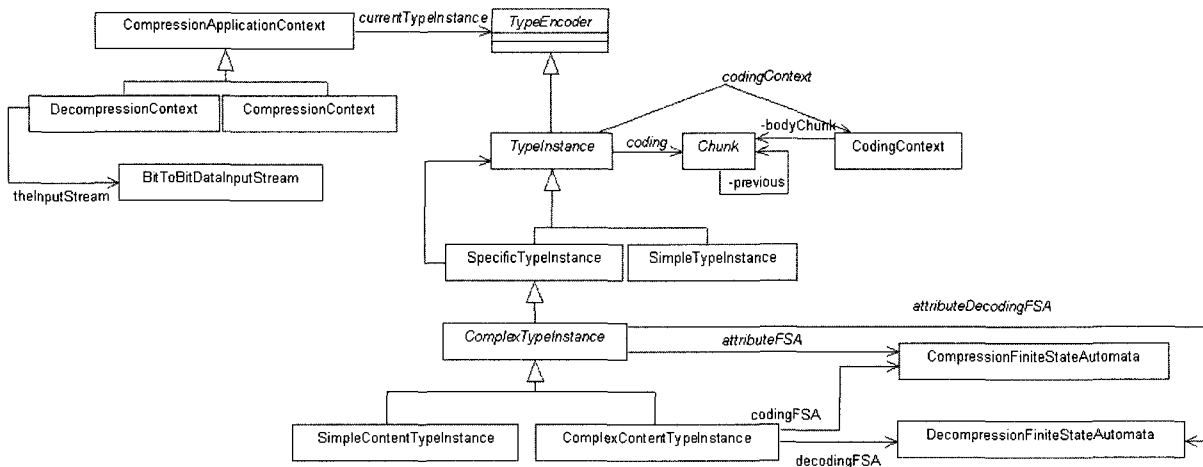 CompressionApplicationContext
currentTypeInstance
TypeEncoder
DecompressionContext
CompressionContext
codingContext
TypeInstance
coding
Chunk
-bodyChunk
CodingContext
-previous
BitToBitDataInputStream
theInputStream
SpecificTypeInstance
SimpleTypeInstance
attributeDecodingFSA
ComplexTypeInstance
attributeFSA
CompressionFiniteStateAutomata
codingFSA
SimpleContentTypeInstance
ComplexContentTypeInstance
decodingFSA
DecompressionFiniteStateAutomata